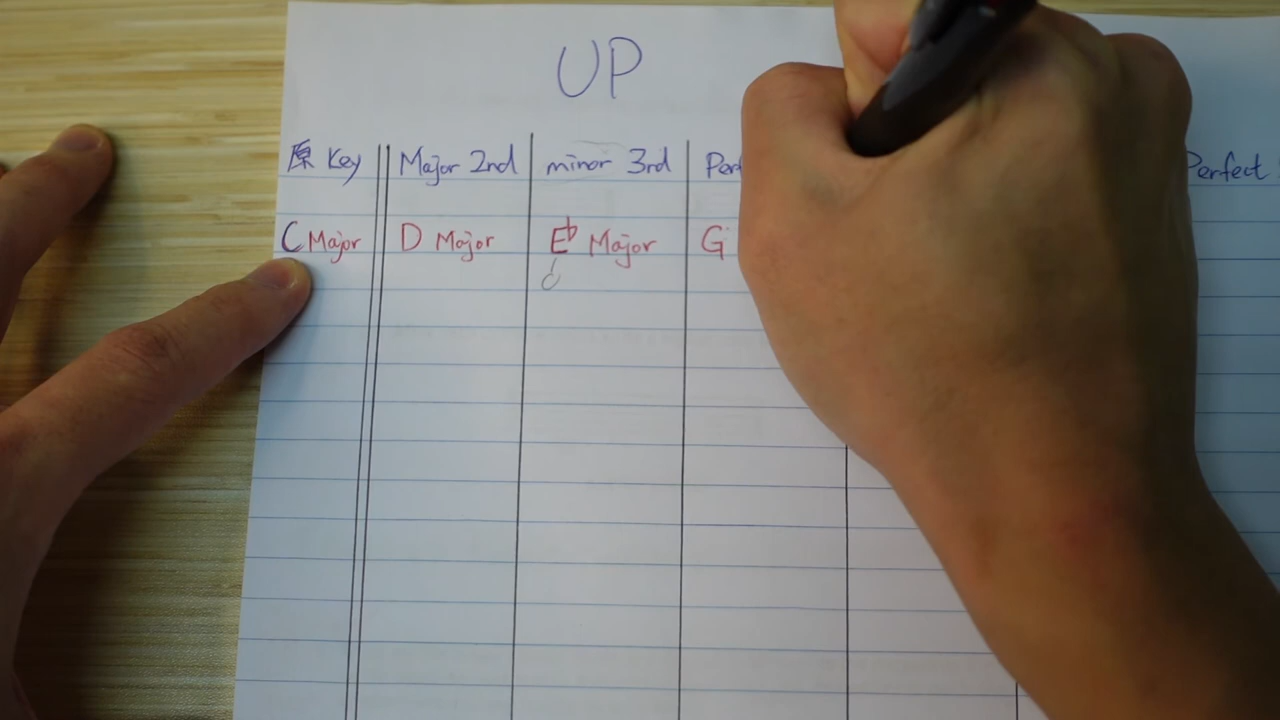 UP
原 Key Major 2nd minor 3rd Per Perfect
C Major D Major E♭ Major G